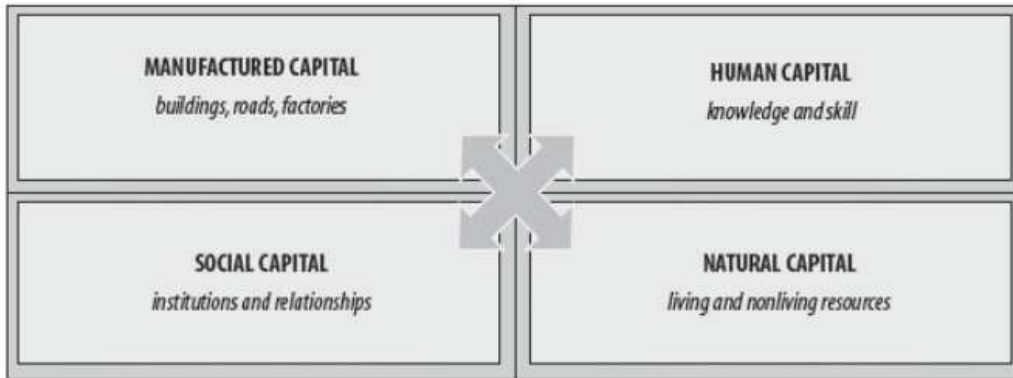 MANUFACTURED CAPITAL
buildings, roads, factories
HUMAN CAPITAL
knowledge and skill
SOCIAL CAPITAL
institutions and relationships
NATURAL CAPITAL
living and nonliving resources